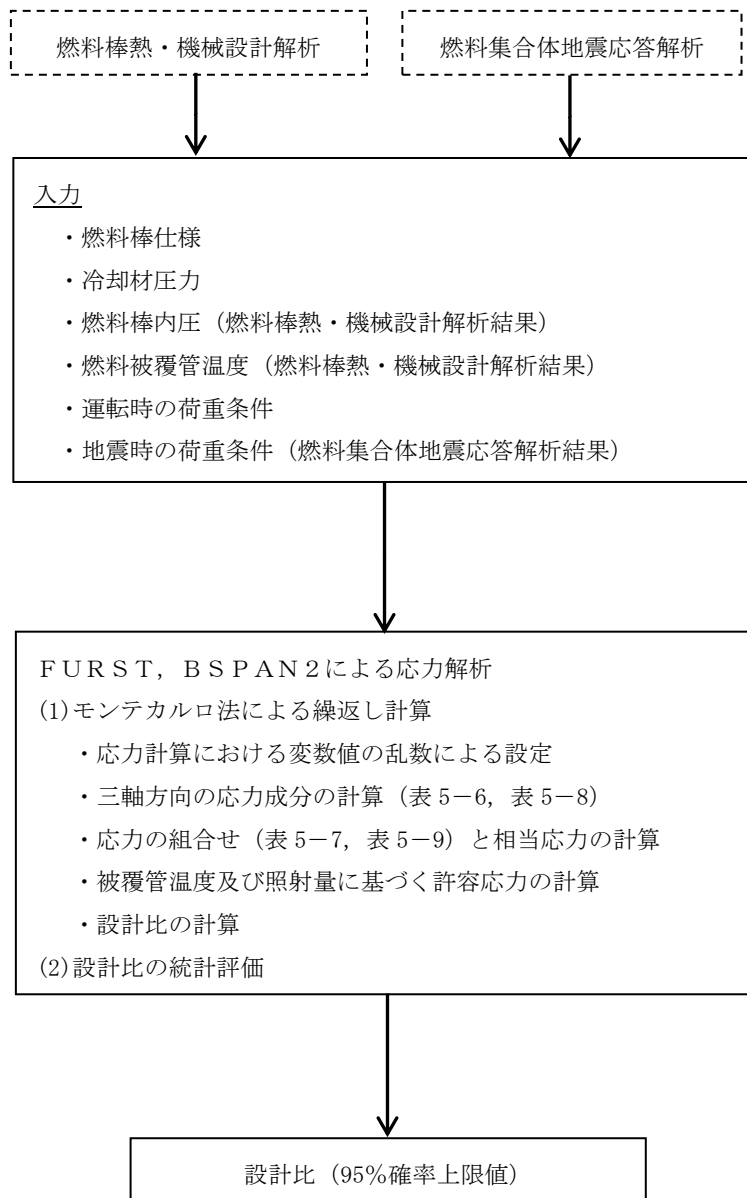 燃料棒熱・機械設計解析
燃料集合体地震応答解析
入力
・燃料棒仕様
・冷却材圧力
・燃料棒内圧（燃料棒熱・機械設計解析結果）
・燃料被覆管温度（燃料棒熱・機械設計解析結果）
・運転時の荷重条件
・地震時の荷重条件（燃料集合体地震応答解析結果）
ＦＵＲＳＴ，ＢＳＰＡＮ２による応力解析
(1)モンテカルロ法による繰返し計算
・応力計算における変数値の乱数による設定
・三軸方向の応力成分の計算（表 5－6，表 5－8）
・応力の組合せ（表 5－7，表 5－9）と相当応力の計算
・被覆管温度及び照射量に基づく許容応力の計算
・設計比の計算
(2)設計比の統計評価
設計比（95％確率上限値）